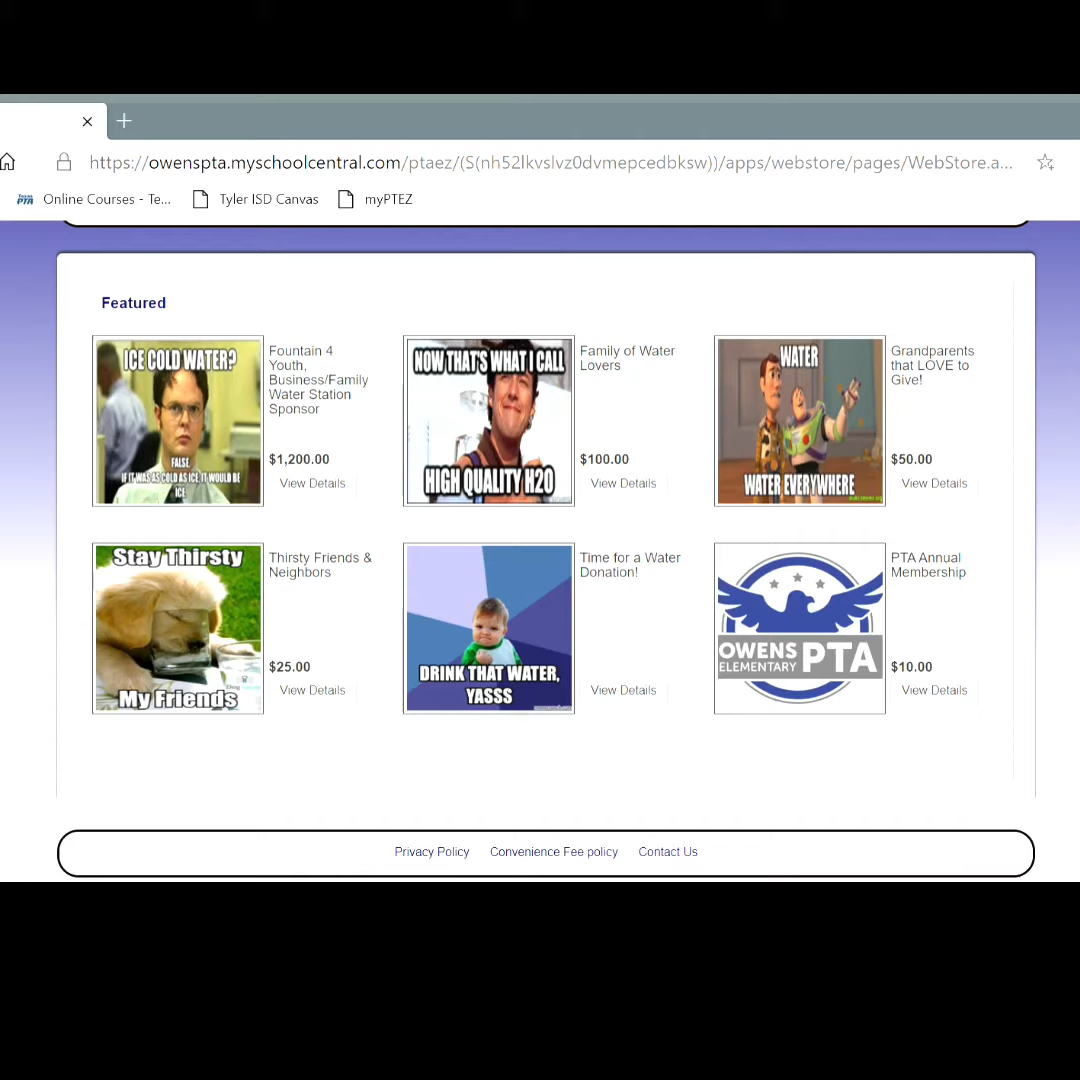 https://owenspta.myschoolcentral.com/ptaez/(S(nh52lkvslvz0dvmepcedbksw))/apps/webstore/pages/WebStore.a...
Online Courses - Te...
Tyler ISD Canvas
myPTEZ
Featured
ICE COLD WATER?
FALSE.
IF IT WAS AS COLD AS ICE, IT WOULD BE
ICE
Fountain 4
Youth,
Business/Family
Water Station
Sponsor
$1,200.00
View Details
NOW THAT'S WHAT I CALL
HIGH QUALITY H2O
Family of Water
Lovers
$100.00
View Details
WATER
WATER EVERYWHERE
Grandparents
that LOVE to
Give!
$50.00
View Details
Stay Thirsty
My Friends
Thirsty Friends &
Neighbors
$25.00
View Details
DRINK THAT WATER,
YASSS
Time for a Water
Donation!
View Details
OWENS
ELEMENTARY PTA
PTA Annual
Membership
$10.00
View Details
Privacy Policy
Convenience Fee policy
Contact Us